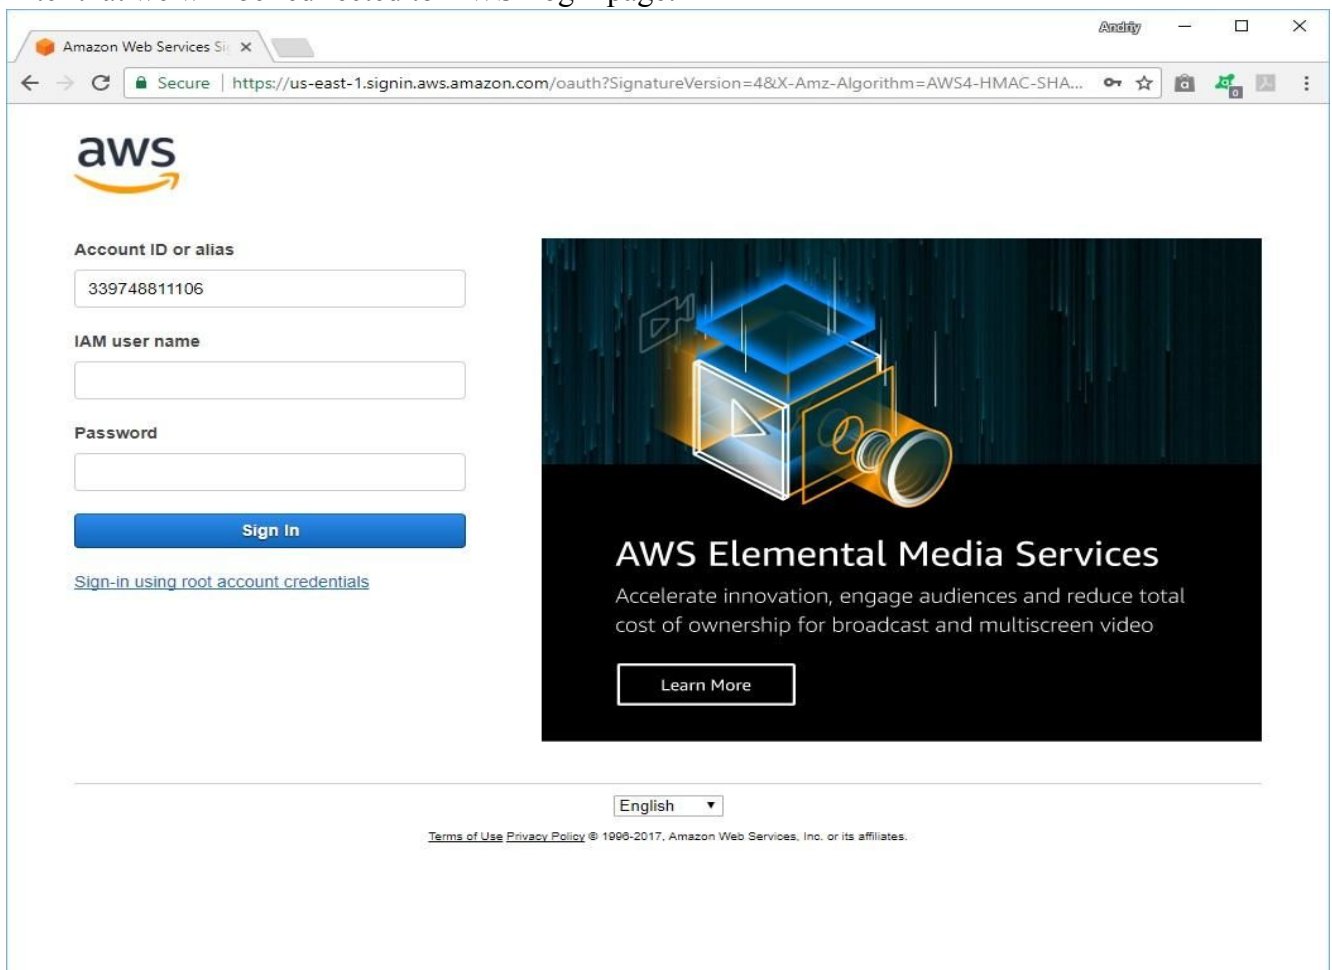 Andriy
Amazon Web Services Si
Secure | https://us-east-1.signin.aws.amazon.com/oauth?SignatureVersion=4&X-Amz-Algorithm=AWS4-HMAC-SHA...
aws
Account ID or alias
339748811106
IAM user name
Password
Sign In
Sign-in using root account credentials
AWS Elemental Media Services
Accelerate innovation, engage audiences and reduce total
cost of ownership for broadcast and multiscreen video
Learn More
English
Terms of Use Privacy Policy © 1996-2017, Amazon Web Services, Inc. or its affiliates.